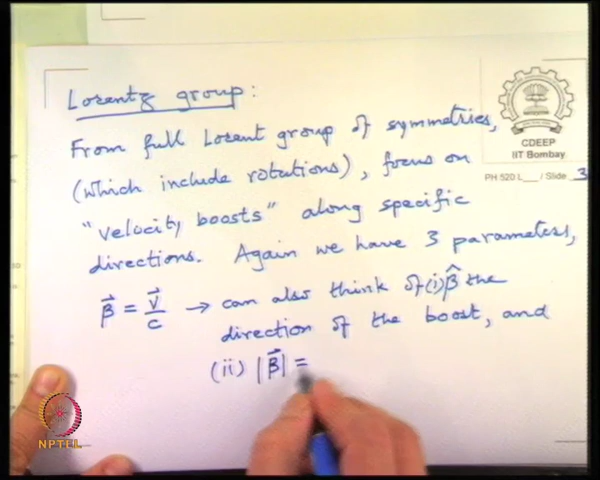 Lorentz group:
From full Lorent group of symmetries,
(which include rotations), focus on
"velocity boosts" along specific
directions. Again we have 3 parameters,
β⃗ = v⃗/c → can also think of (i) β̂ the
direction of the boost, and
(ii) |β⃗| =
CDEEP
IIT Bombay
PH 520 L___ / Slide 3
NPTEL